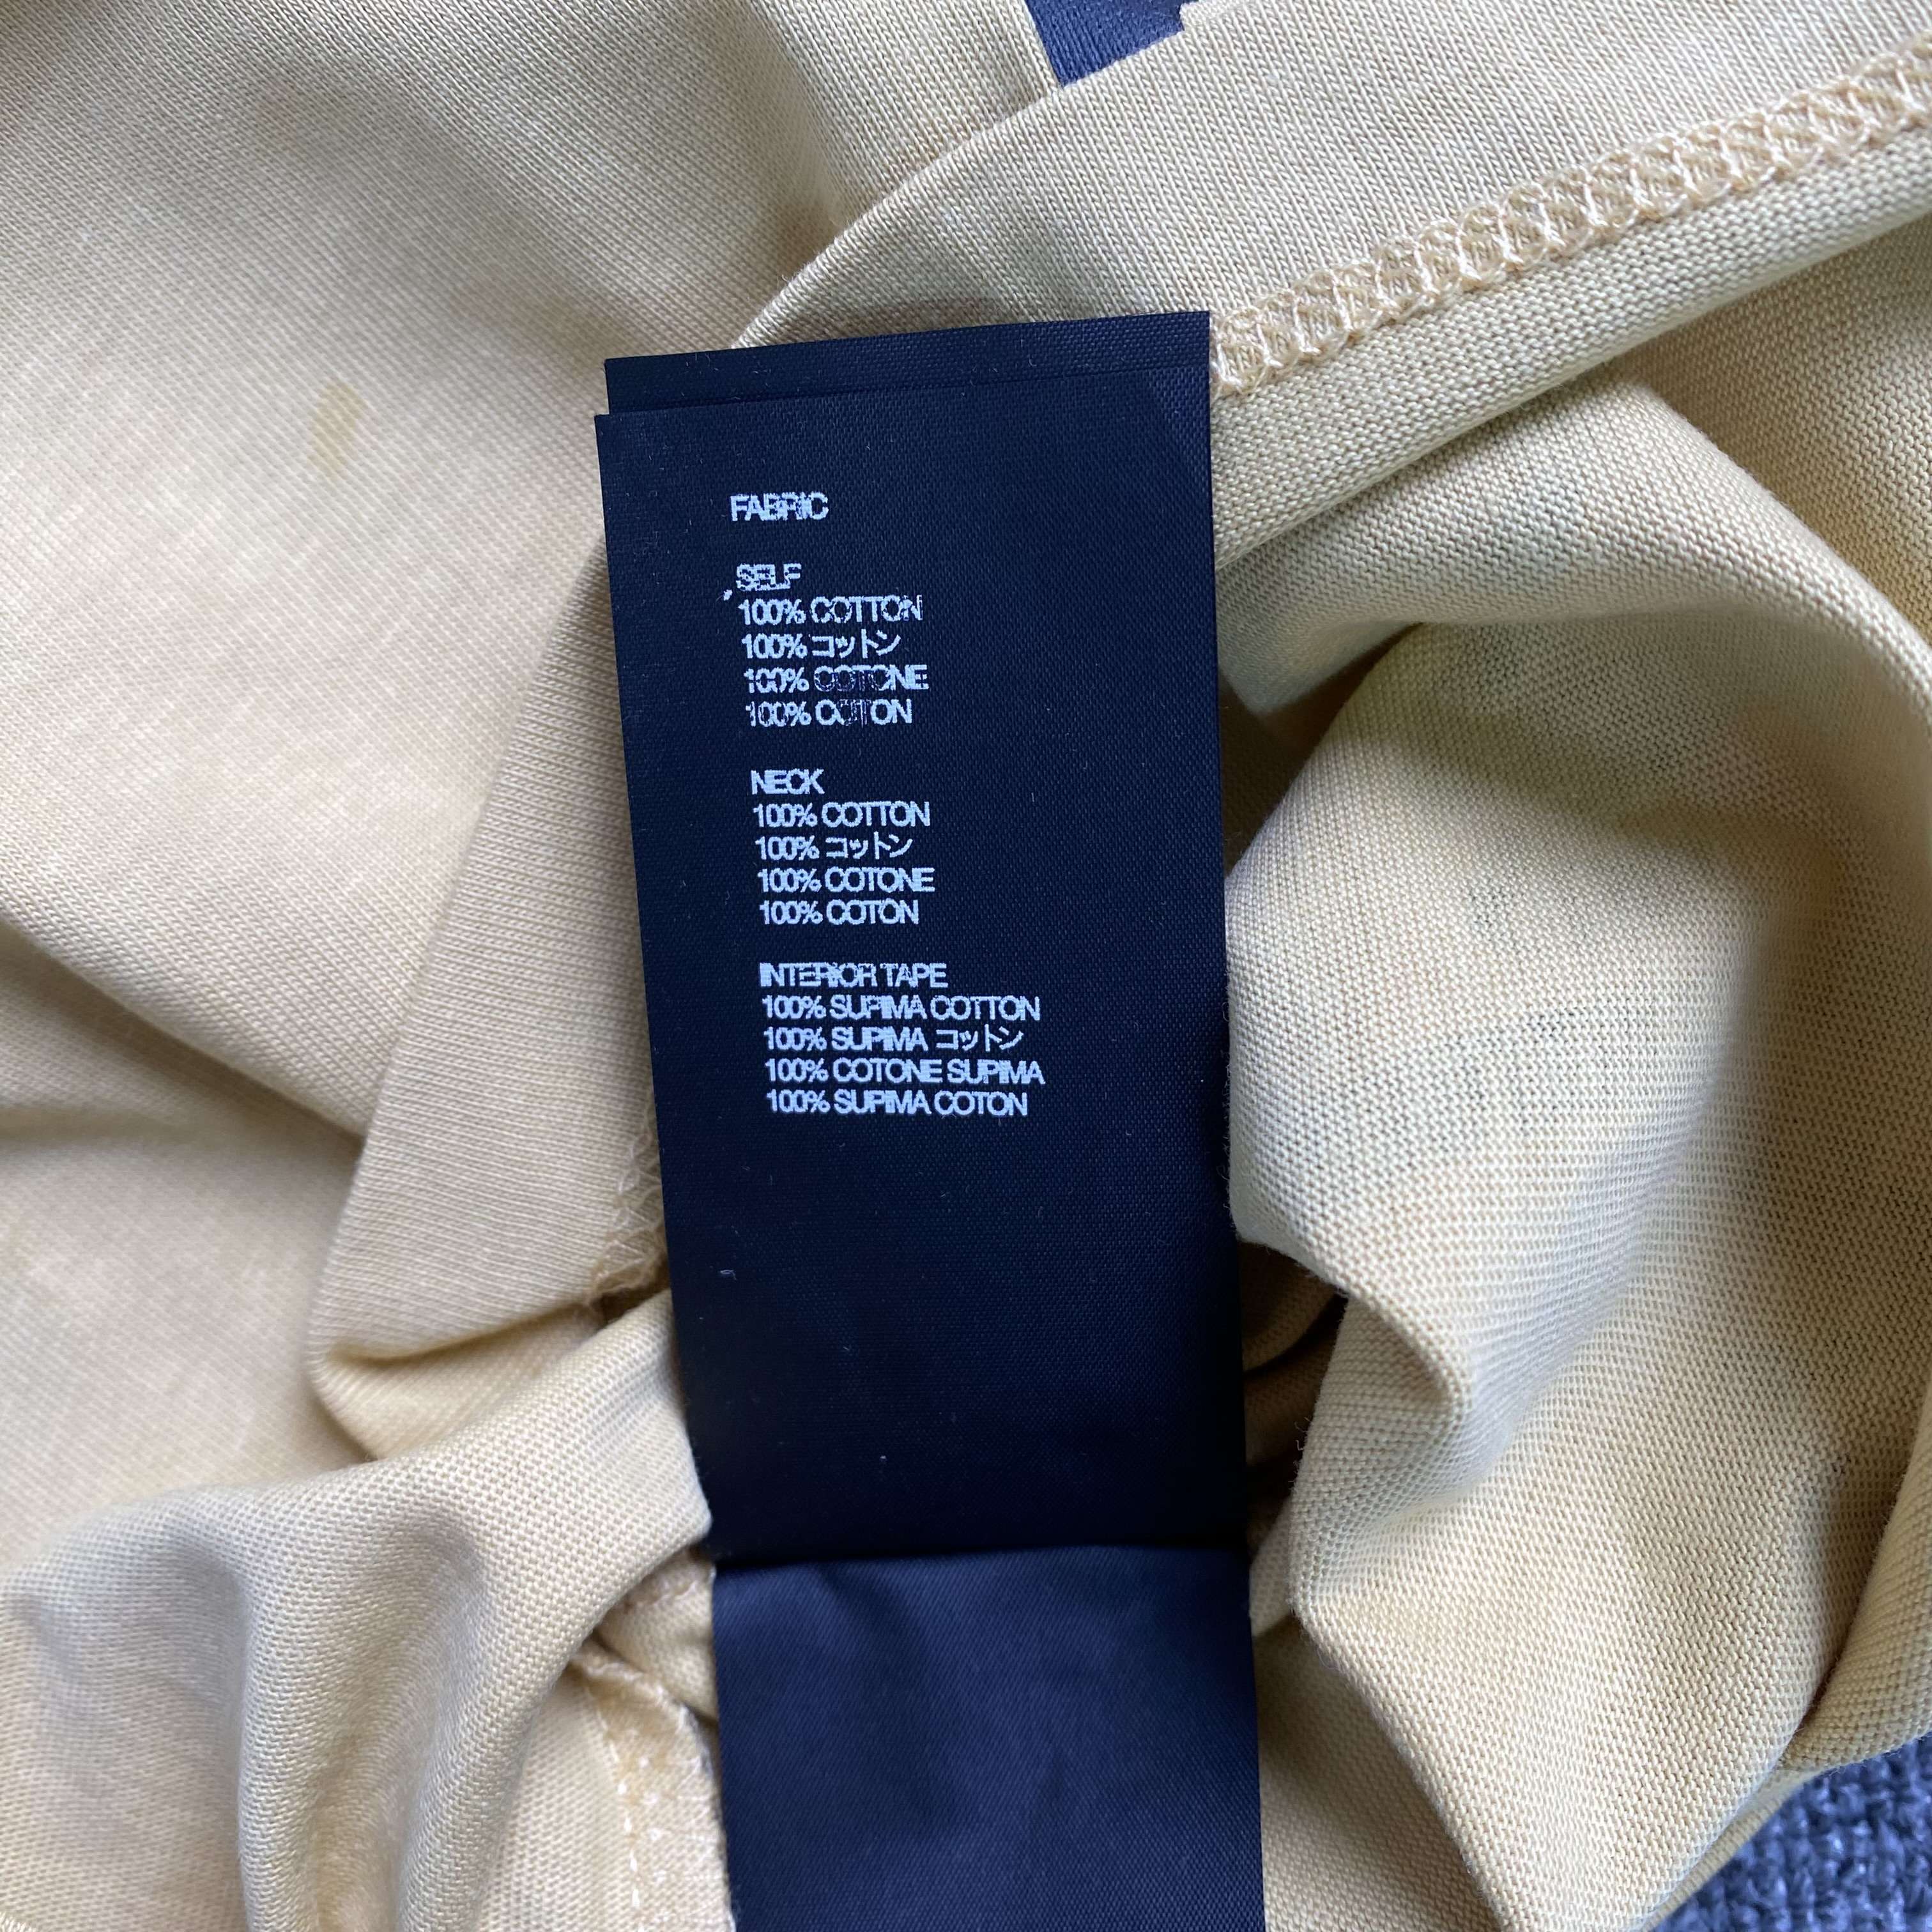 FABRIC
SELF
100% COTTON
100% コットン
100% COTONE
100% COTON
NECK
100% COTTON
100% コットン
100% COTONE
100% COTON
INTERIOR TAPE
100% SUPIMA COTTON
100% SUPIMA コットン
100% COTONE SUPIMA
100% SUPIMA COTON